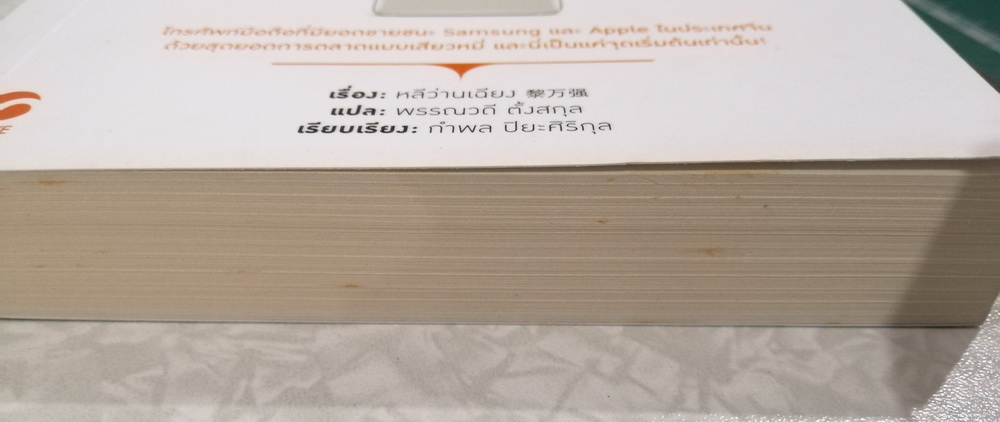 โทรศัพท์มือถือที่มียอดขายชนะ Samsung และ Apple ในประเทศจีน
ด้วยสุดยอดการตลาดแบบเสียวหมี่ และนี่เป็นแค่จุดเริ่มต้นเท่านั้น!
เรื่อง: หลีว่านเฉียง 黎万强
แปล: พรรณวดี ตั้งสกุล
เรียบเรียง: กำพล ปิยะศิริกุล